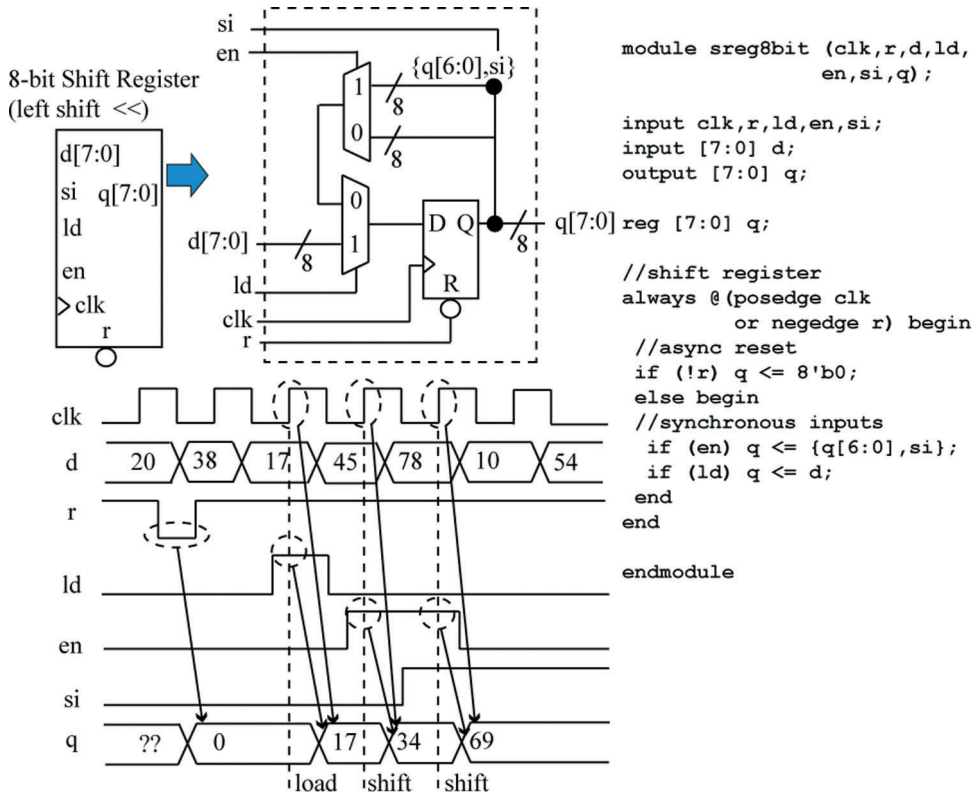 8-bit Shift Register
(left shift <<)
d[7:0]
si q[7:0]
ld
en
clk
r
si
en
{q[6:0],si}
1
8
0
8
0
d[7:0]
8
1
D Q
R
8
q[7:0]
ld
clk
r
module sreg8bit (clk,r,d,ld,
en,si,q);
input clk,r,ld,en,si;
input [7:0] d;
output [7:0] q;
reg [7:0] q;
//shift register
always @(posedge clk
or negedge r) begin
//async reset
if (!r) q <= 8'b0;
else begin
//synchronous inputs
if (en) q <= {q[6:0],si};
if (ld) q <= d;
end
end
endmodule
clk
d 20 38 17 45 78 10 54
r
ld
en
si
q ?? 0 17 34 69
load shift shift